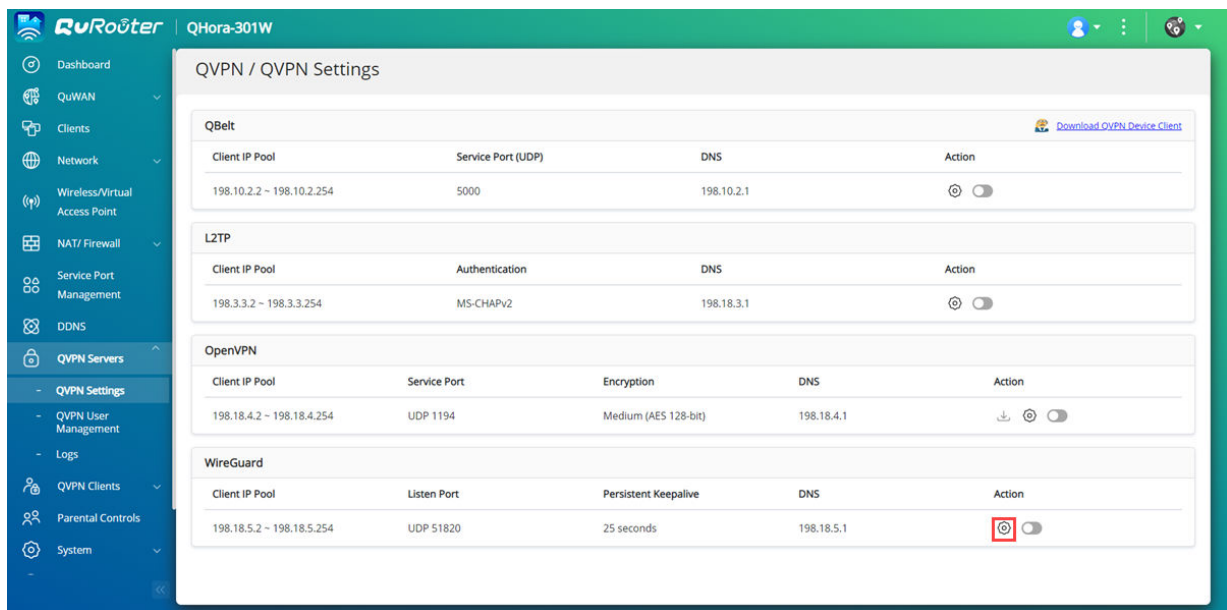 QuRouter QHora-301W
Dashboard
QuWAN
Clients
Network
Wireless/Virtual
Access Point
NAT/ Firewall
Service Port
Management
DDNS
QVPN Servers
- QVPN Settings
- QVPN User
Management
- Logs
QVPN Clients
Parental Controls
System
QVPN / QVPN Settings
QBelt Download QVPN Device Client
Client IP Pool Service Port (UDP) DNS Action
198.10.2.2 ~ 198.10.2.254 5000 198.10.2.1
L2TP
Client IP Pool Authentication DNS Action
198.3.3.2 ~ 198.3.3.254 MS-CHAPv2 198.18.3.1
OpenVPN
Client IP Pool Service Port Encryption DNS Action
198.18.4.2 ~ 198.18.4.254 UDP 1194 Medium (AES 128-bit) 198.18.4.1
WireGuard
Client IP Pool Listen Port Persistent Keepalive DNS Action
198.18.5.2 ~ 198.18.5.254 UDP 51820 25 seconds 198.18.5.1